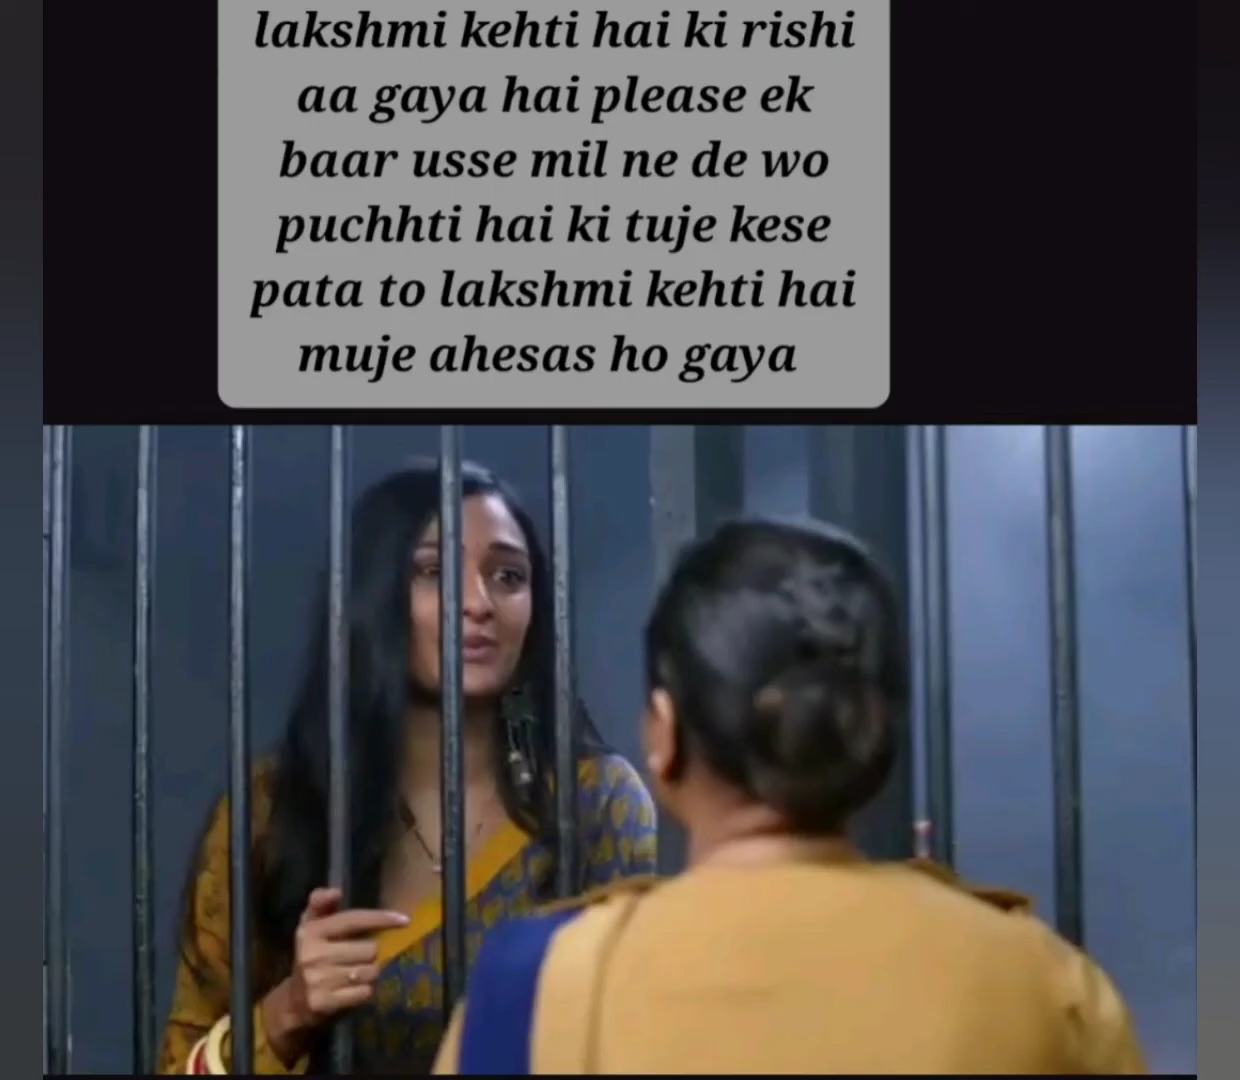 lakshmi kehti hai ki rishi
aa gaya hai please ek
baar usse mil ne de wo
puchhti hai ki tuje kese
pata to lakshmi kehti hai
muje ahesas ho gaya